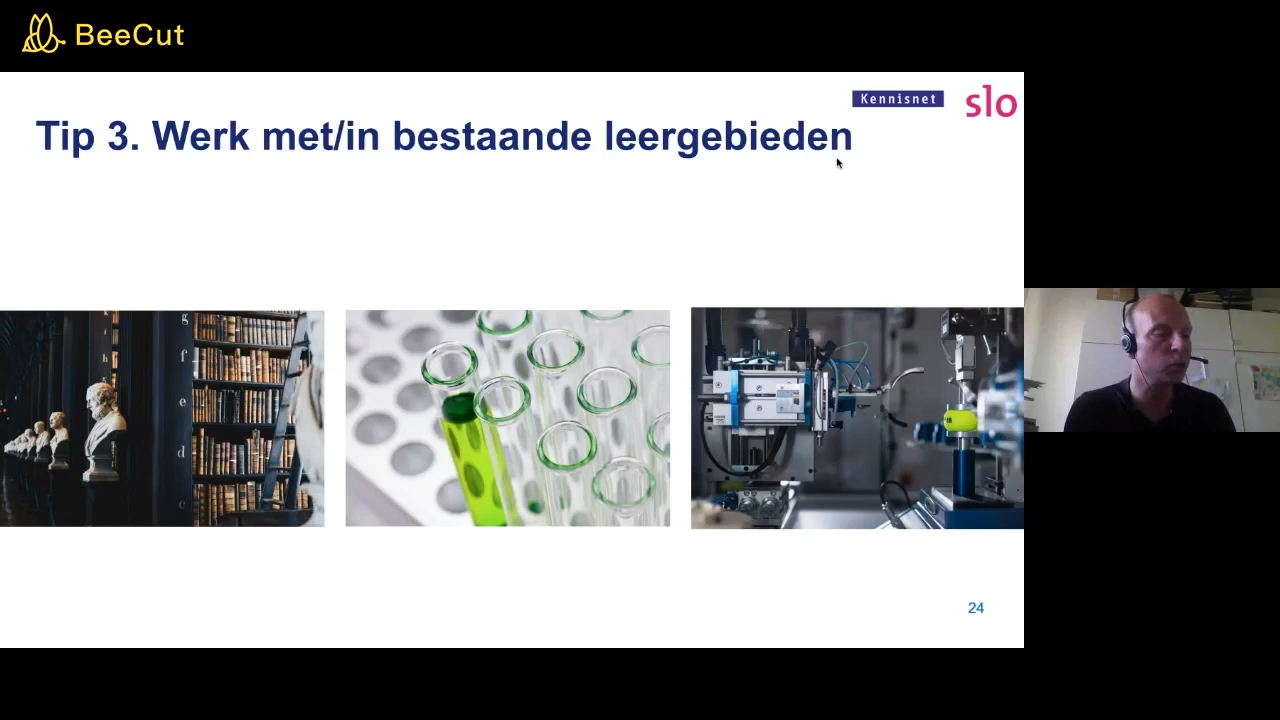 BeeCut
Kennisnet
slo
Tip 3. Werk met/in bestaande leergebieden
g
f
e
d
e
24